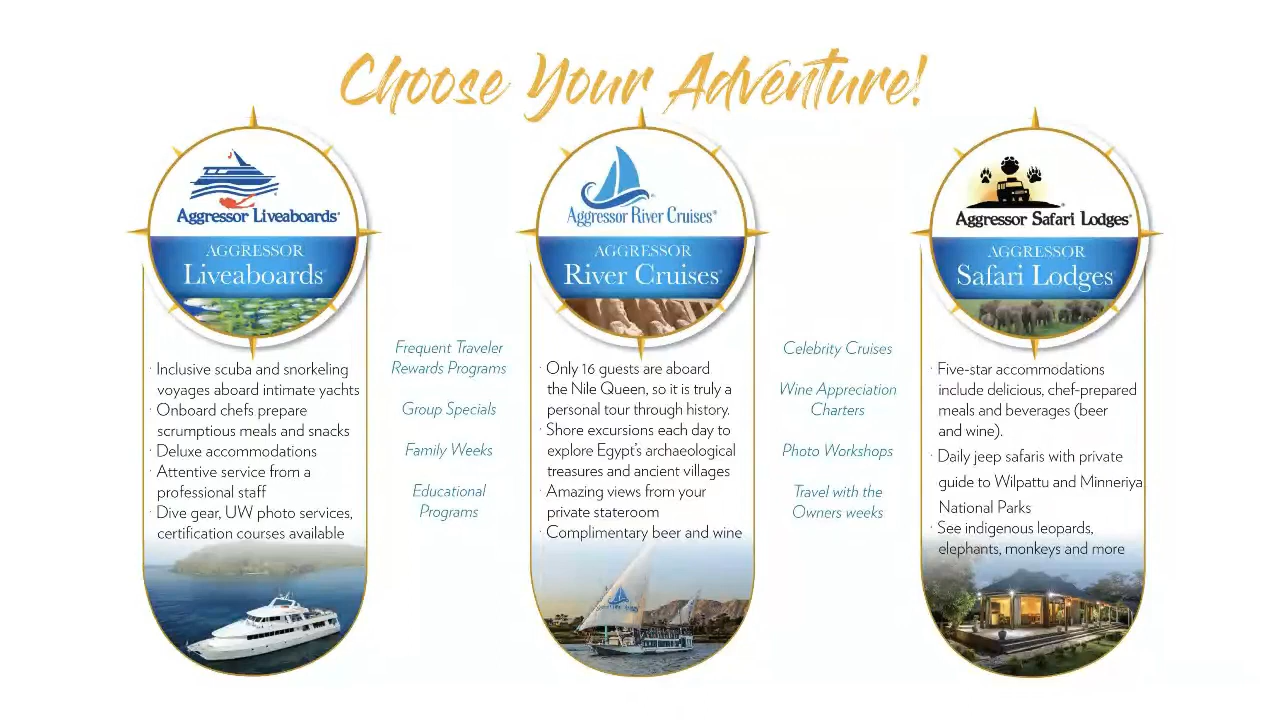 Choose Your Adventure!
Aggressor Liveaboards®
AGGRESSOR
Liveaboards®
· Inclusive scuba and snorkeling
voyages aboard intimate yachts
· Onboard chefs prepare
scrumptious meals and snacks
· Deluxe accommodations
· Attentive service from a
professional staff
· Dive gear, UW photo services,
certification courses available
Frequent Traveler
Rewards Programs
Group Specials
Family Weeks
Educational
Programs
Aggressor River Cruises®
AGGRESSOR
River Cruises®
· Only 16 guests are aboard
the Nile Queen, so it is truly a
personal tour through history.
· Shore excursions each day to
explore Egypt's archaeological
treasures and ancient villages
· Amazing views from your
private stateroom
· Complimentary beer and wine
Celebrity Cruises
Wine Appreciation
Charters
Photo Workshops
Travel with the
Owners weeks
Aggressor Safari Lodges®
AGGRESSOR
Safari Lodges®
· Five-star accommodations
include delicious, chef-prepared
meals and beverages (beer
and wine).
· Daily jeep safaris with private
guide to Wilpattu and Minneriya
National Parks
· See indigenous leopards,
elephants, monkeys and more